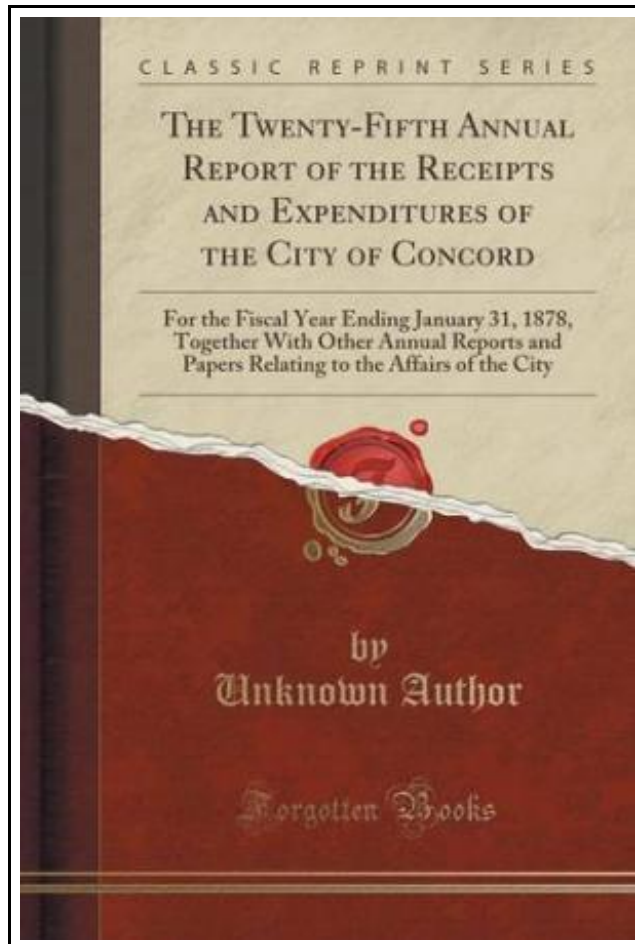 CLASSIC REPRINT SERIES
THE TWENTY-FIFTH ANNUAL
REPORT OF THE RECEIPTS
AND EXPENDITURES OF
THE CITY OF CONCORD
For the Fiscal Year Ending January 31, 1878,
Together With Other Annual Reports and
Papers Relating to the Affairs of the City
by
Unknown Author
Forgotten Books